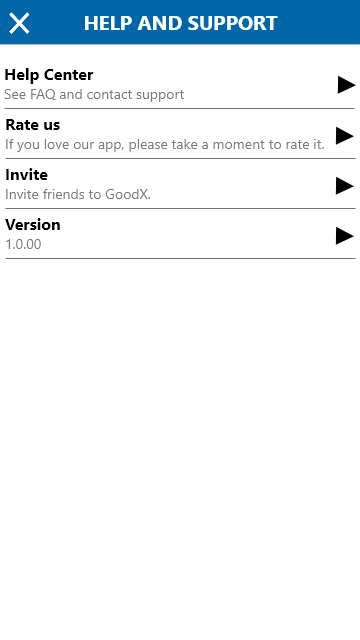 HELP AND SUPPORT
Help Center
See FAQ and contact support
Rate us
If you love our app, please take a moment to rate it.
Invite
Invite friends to GoodX.
Version
1.0.00